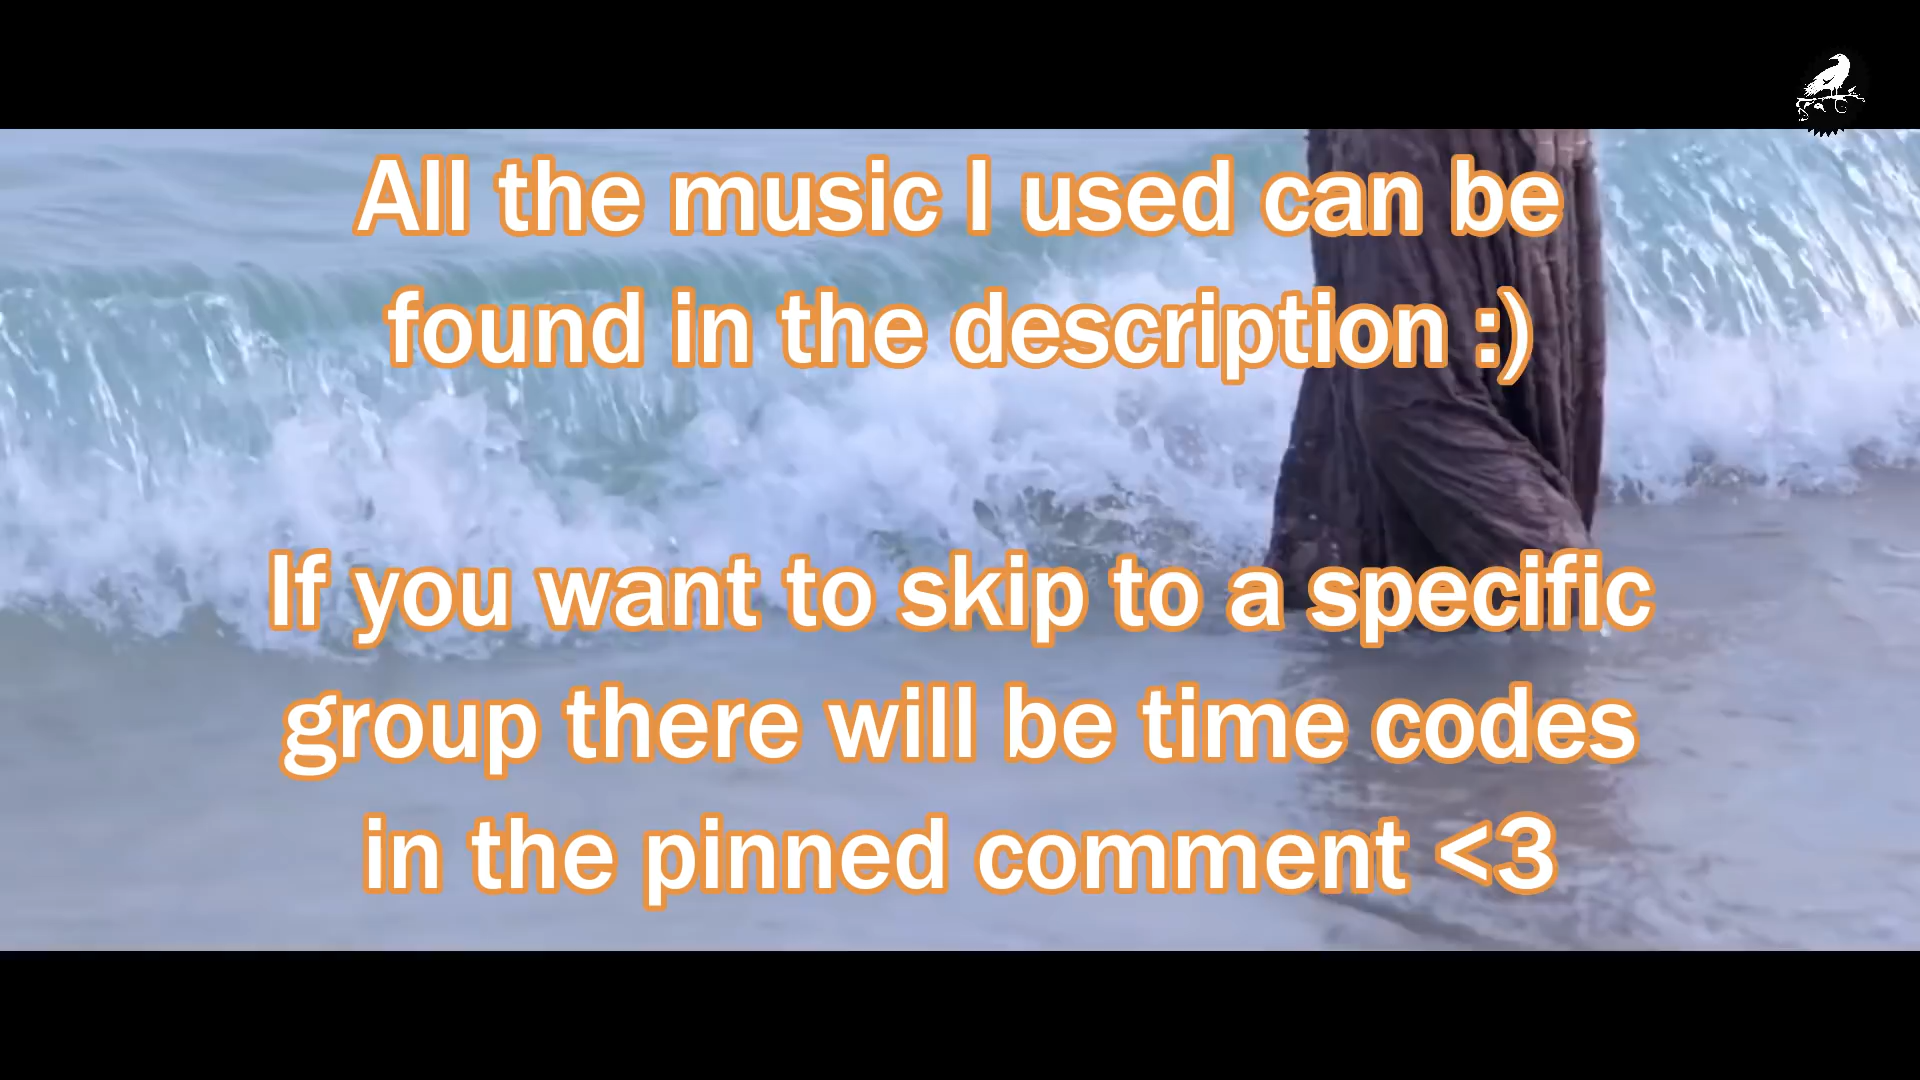 All the music I used can be
found in the description :)
If you want to skip to a specific
group there will be time codes
in the pinned comment <3